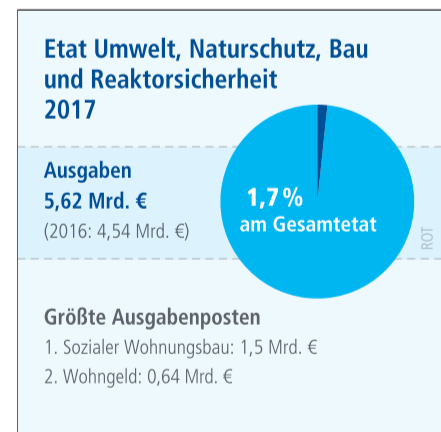 Etat Umwelt, Naturschutz, Bau
und Reaktorsicherheit
2017
Ausgaben
5,62 Mrd. €
(2016: 4,54 Mrd. €)
1,7 %
am Gesamtetat
ROT
Größte Ausgabenposten
1. Sozialer Wohnungsbau: 1,5 Mrd. €
2. Wohngeld: 0,64 Mrd. €